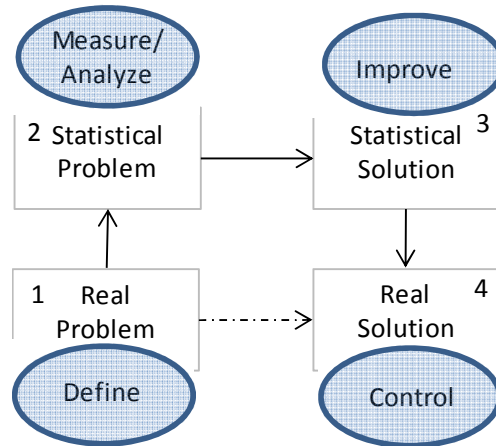 Measure/
Analyze
Improve
2 Statistical
Problem
Statistical 3
Solution
1 Real
Problem
Real 4
Solution
Define
Control